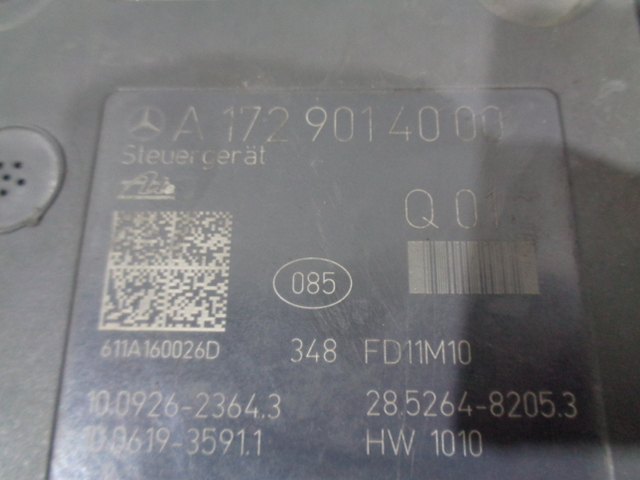 A 172 901 40 00
Steuergerät
Ate
Q 01
085
611A160026D
348 FD11M10
10.0926-2364.3
28.5264-8205.3
10.0619-3591.1
HW 1010